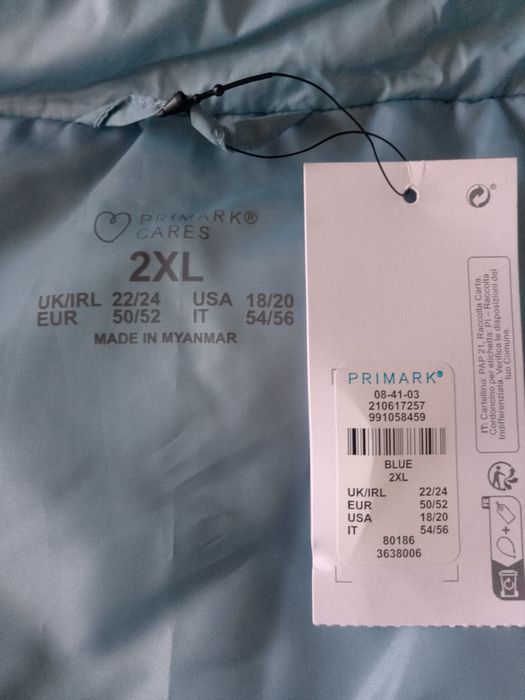 PRIMARK®
CARES
2XL
UK/IRL 22/24 USA 18/20
EUR 50/52 IT 54/56
MADE IN MYANMAR
PRIMARK®
08-41-03
210617257
991058459
BLUE
2XL
UK/IRL 22/24
EUR 50/52
USA 18/20
IT 54/56
80186
3638006
IT: Cartellino: PAP 21, Raccolta Carta.
Cordoncino per etichetta: PI – Raccolta
Indifferenziata. Verifica le disposizioni del
tuo Comune.